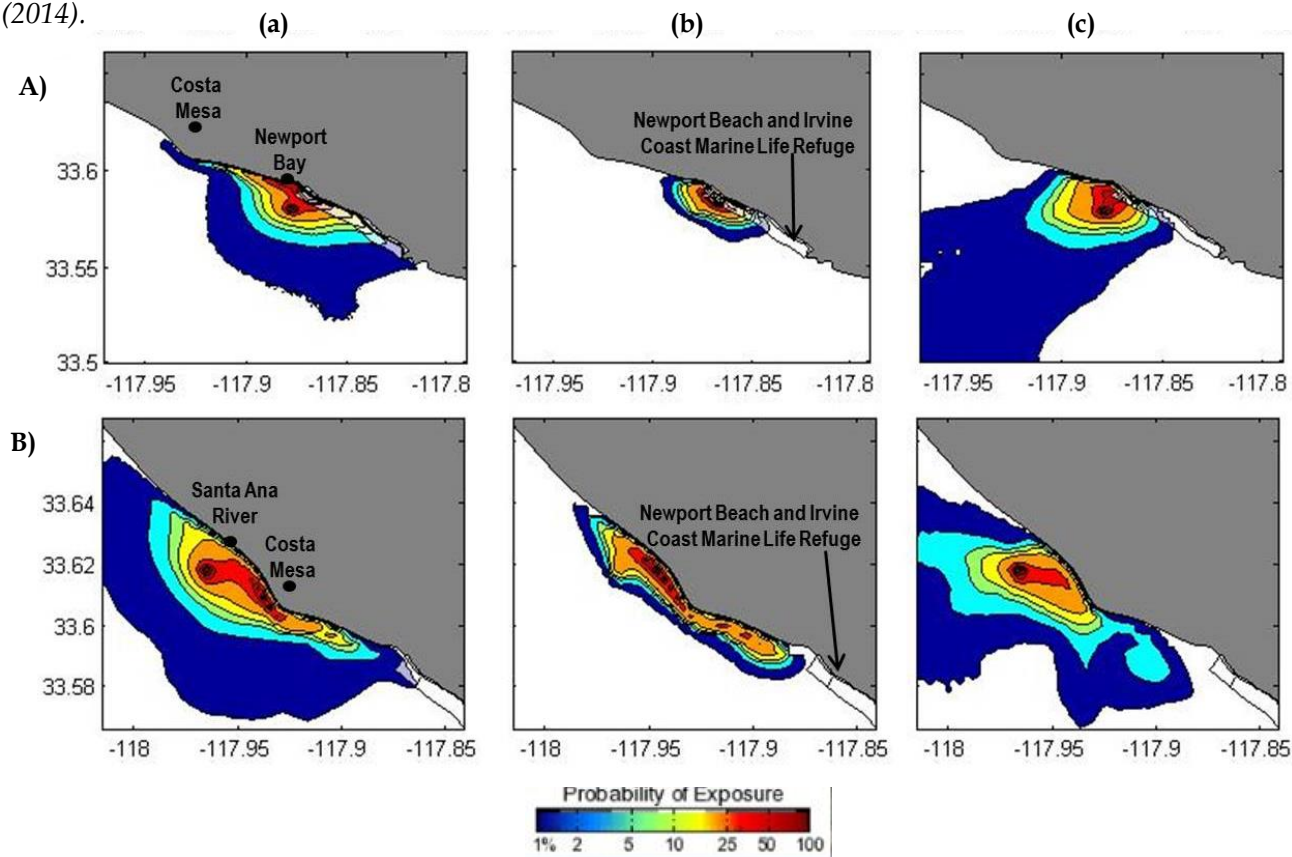 (2014).
(a)
(b)
(c)
A)
Costa
Mesa
Newport
Bay
Newport Beach and Irvine
Coast Marine Life Refuge
33.6
33.55
33.5
-117.95 -117.9 -117.85 -117.8
-117.95 -117.9 -117.85 -117.8
-117.95 -117.9 -117.85 -117.8
B)
Santa Ana
River
Costa
Mesa
Newport Beach and Irvine
Coast Marine Life Refuge
33.64
33.62
33.6
33.58
-118 -117.95 -117.9 -117.85
-118 -117.95 -117.9 -117.85
-118 -117.95 -117.9 -117.85
Probability of Exposure
1% 2 5 10 25 50 100